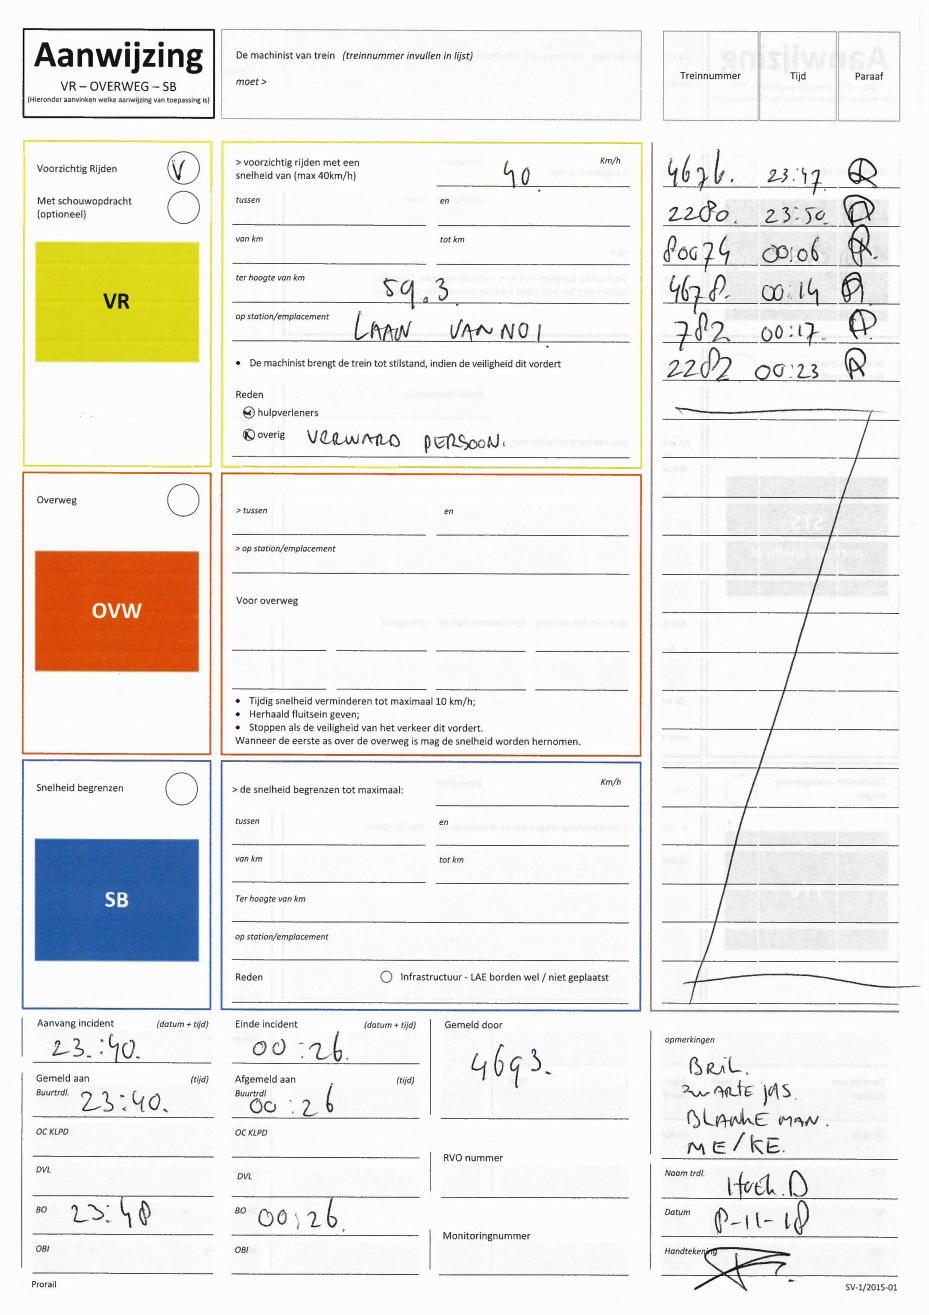 Aanwijzing
VR – OVERWEG – SB
(Hieronder aanvinken welke aanwijzing van toepassing is)
De machinist van trein (treinnummer invullen in lijst)
moet >
Treinnummer Tijd Paraaf
Voorzichtig Rijden V
Met schouwopdracht
(optioneel)
VR
> voorzichtig rijden met een
snelheid van (max 40km/h) 40 Km/h
tussen en
van km tot km
ter hoogte van km 59.3
op station/emplacement LAAN VAN NOI
• De machinist brengt de trein tot stilstand, indien de veiligheid dit vordert
Reden
hulpverleners
overig VERWARD PERSOON.
4676. 23:47
2280. 23:50
80074 00:06
4678. 00:14
782 00:17
2282 00:23
Overweg
OVW
> tussen en
> op station/emplacement
Voor overweg
• Tijdig snelheid verminderen tot maximaal 10 km/h;
• Herhaald fluitsein geven;
• Stoppen als de veiligheid van het verkeer dit vordert.
Wanneer de eerste as over de overweg is mag de snelheid worden hernomen.
Snelheid begrenzen
SB
> de snelheid begrenzen tot maximaal: Km/h
tussen en
van km tot km
Ter hoogte van km
op station/emplacement
Reden Infrastructuur - LAE borden wel / niet geplaatst
Aanvang incident (datum + tijd)
23:40.
Gemeld aan (tijd)
Buurtrdl. 23:40.
OC KLPD
DVL
BO 23:48
OBI
Einde incident (datum + tijd)
00:26.
Afgemeld aan (tijd)
Buurtrdl
00:26
OC KLPD
DVL
BO 00:26.
OBI
Gemeld door
4693.
RVO nummer
Monitoringnummer
opmerkingen
BRIL.
ZWARTE JAS.
BLANKE MAN.
ME/KE.
Naam trdl.
Datum 8-11-18
Handtekening
Prorail
SV-1/2015-01